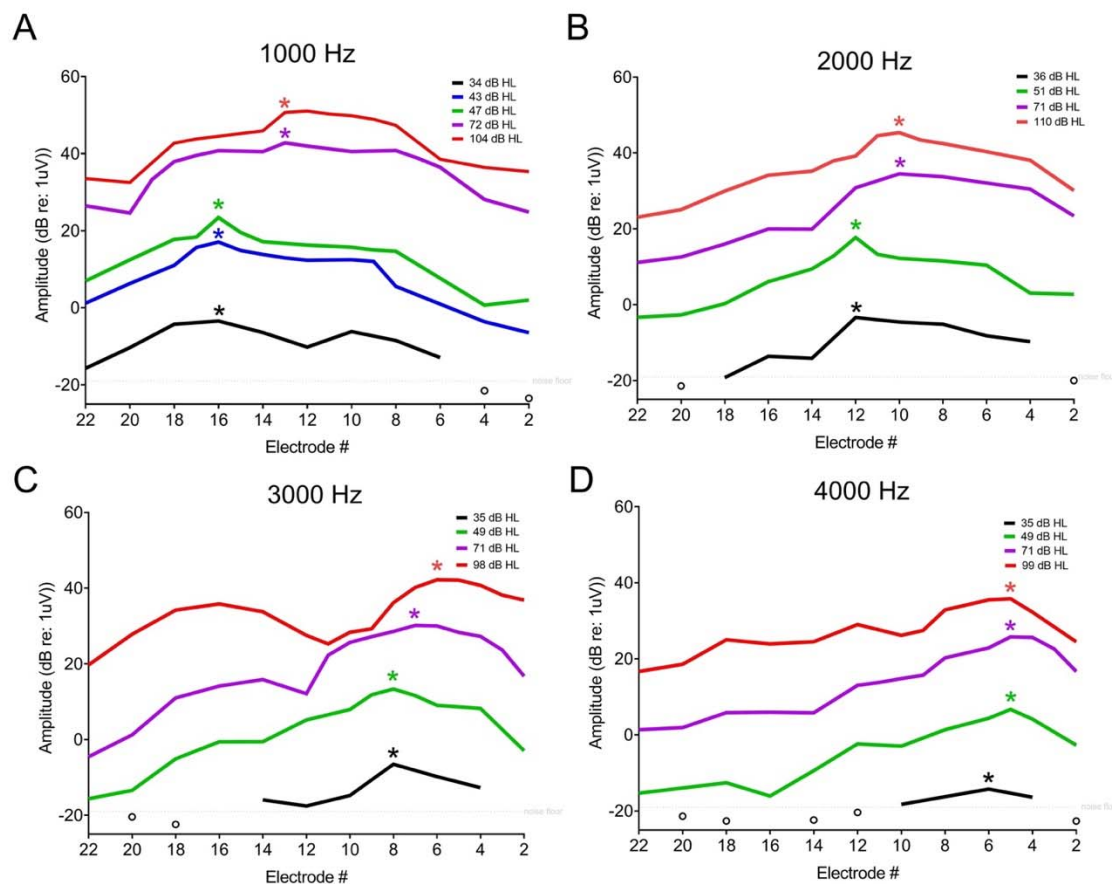 A
1000 Hz
34 dB HL
43 dB HL
47 dB HL
72 dB HL
104 dB HL
Amplitude (dB re: 1uV))
60
40
20
0
-20
noise floor
22 20 18 16 14 12 10 8 6 4 2
Electrode #
B
2000 Hz
36 dB HL
51 dB HL
71 dB HL
110 dB HL
Amplitude (dB re: 1uV))
60
40
20
0
-20
noise floor
22 20 18 16 14 12 10 8 6 4 2
Electrode #
C
3000 Hz
35 dB HL
49 dB HL
71 dB HL
98 dB HL
Amplitude (dB re: 1uV))
60
40
20
0
-20
noise floor
22 20 18 16 14 12 10 8 6 4 2
Electrode #
D
4000 Hz
35 dB HL
49 dB HL
71 dB HL
99 dB HL
Amplitude (dB re: 1uV))
60
40
20
0
-20
noise flo
22 20 18 16 14 12 10 8 6 4 2
Electrode #